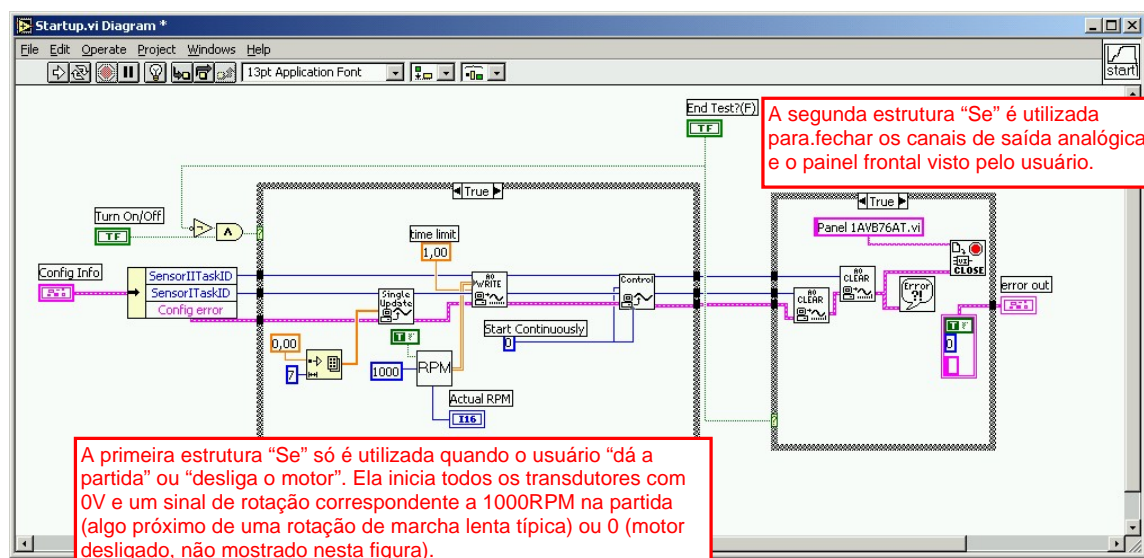 Startup.vi Diagram *
File Edit Operate Project Windows Help
13pt Application Font
start
End Test?(F)
TF
A segunda estrutura “Se” é utilizada
para.fechar os canais de saída analógica
e o painel frontal visto pelo usuário.
True
True
Turn On/Off
TF
time limit
1,00
Panel 1AVB76AT.vi
CLOSE
Config Info
SensorIITaskID
SensorITaskID
Config error
AO
WRITE
Control
AO
CLEAR
AO
CLEAR
Error
?!
error out
Single
Update
Start Continuously
0
T F
0,00
7
1000
RPM
T F
0
Actual RPM
I16
A primeira estrutura “Se” só é utilizada quando o usuário “dá a
partida” ou “desliga o motor”. Ela inicia todos os transdutores com
0V e um sinal de rotação correspondente a 1000RPM na partida
(algo próximo de uma rotação de marcha lenta típica) ou 0 (motor
desligado, não mostrado nesta figura).